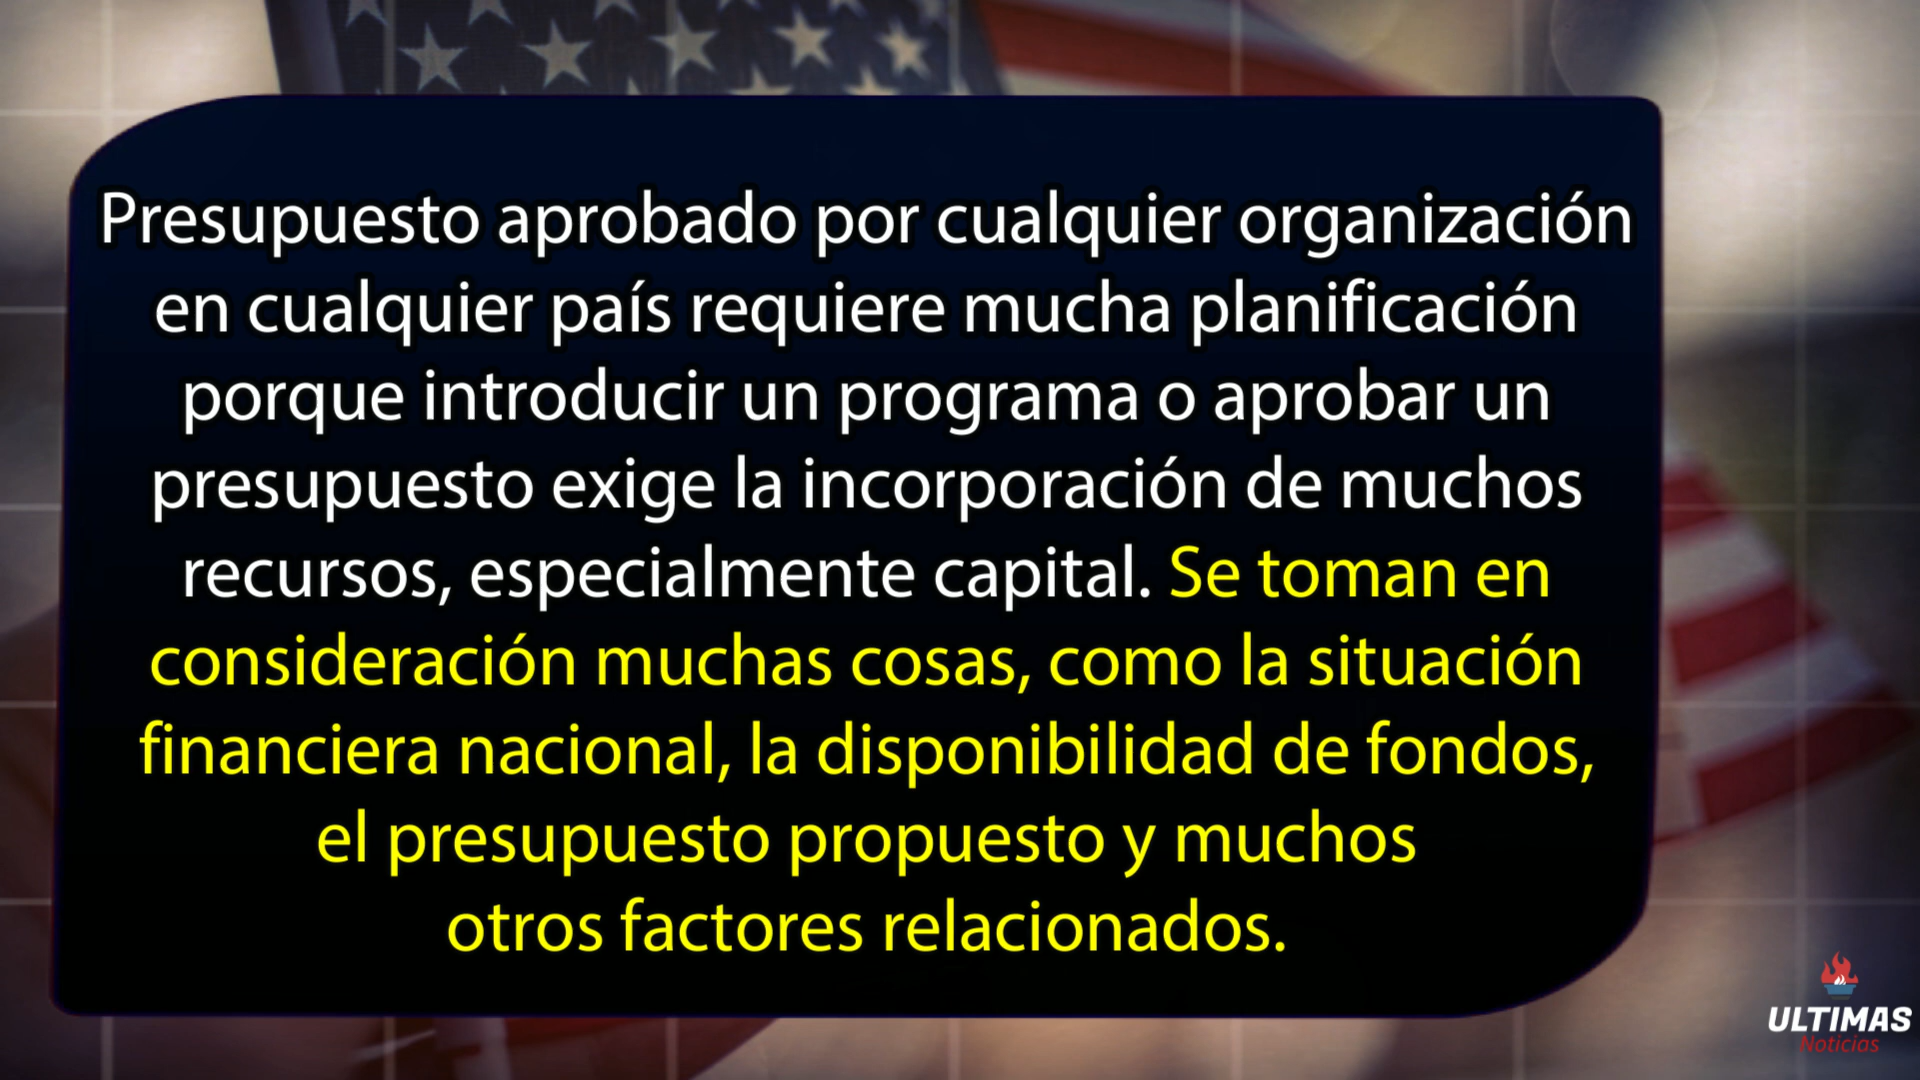 Presupuesto aprobado por cualquier organización
en cualquier país requiere mucha planificación
porque introducir un programa o aprobar un
presupuesto exige la incorporación de muchos
recursos, especialmente capital. Se toman en
consideración muchas cosas, como la situación
financiera nacional, la disponibilidad de fondos,
el presupuesto propuesto y muchos
otros factores relacionados.
ULTIMAS
Noticias